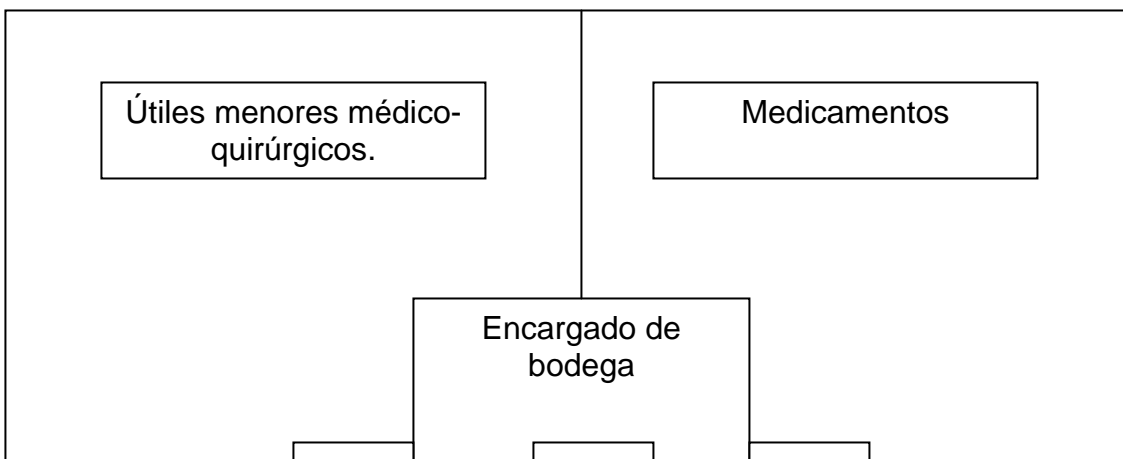 Útiles menores médico-
quirúrgicos.
Medicamentos
Encargado de
bodega